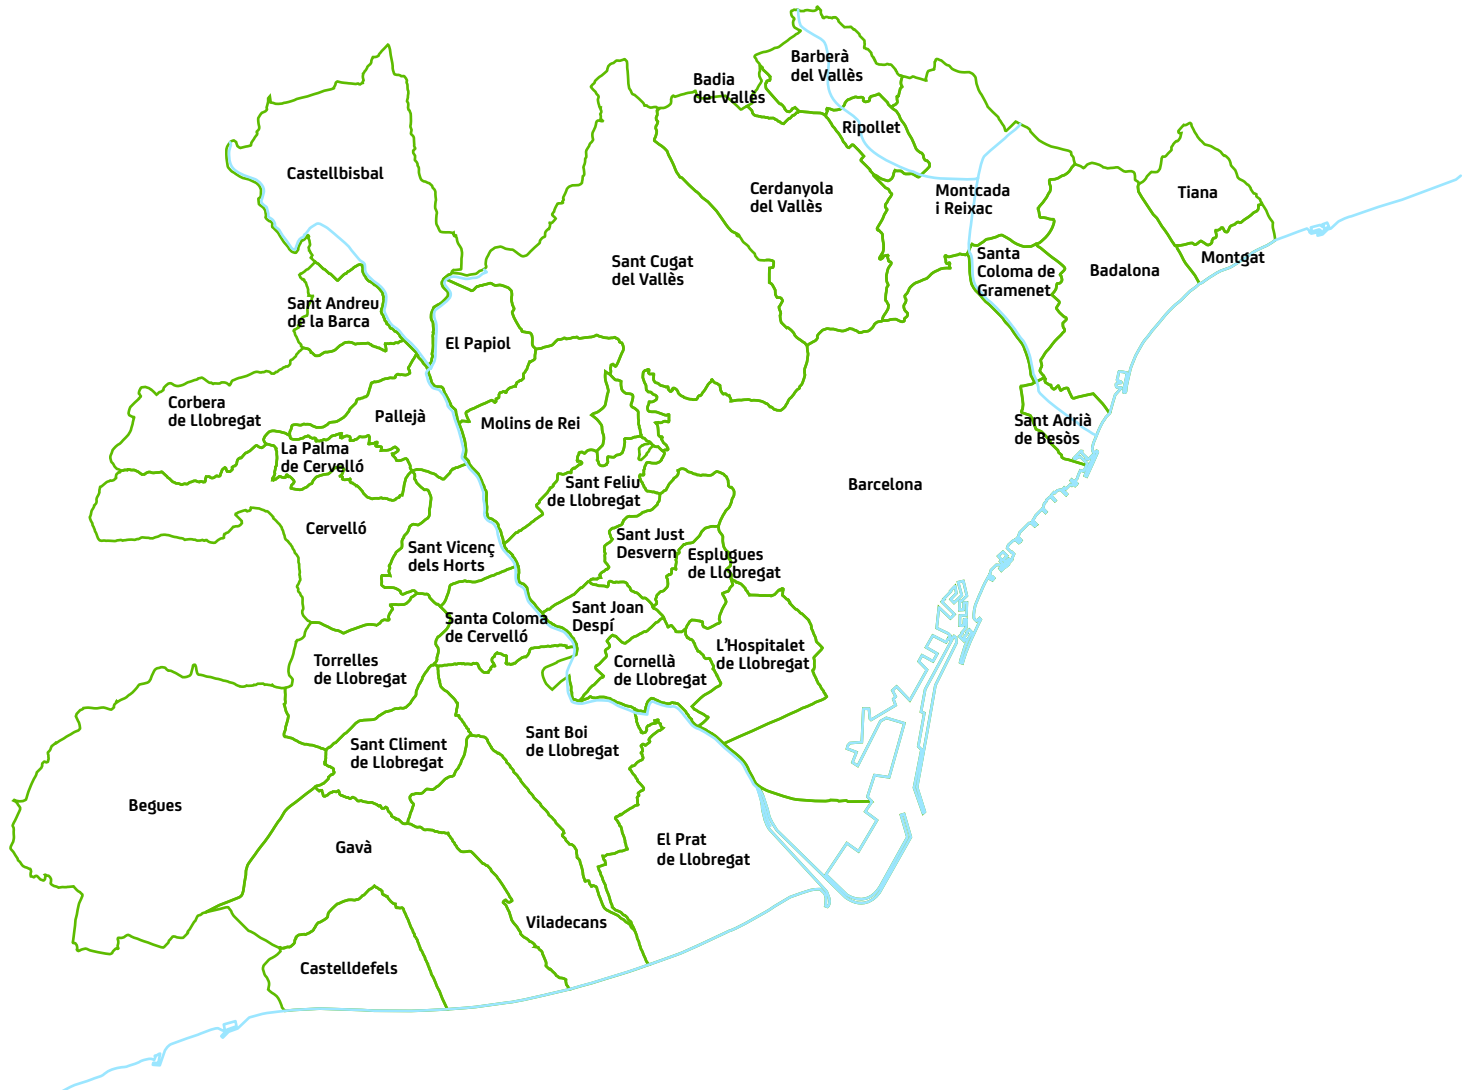 Barberà
del Vallès
Badia
del Vallès
Ripollet
Castellbisbal
Cerdanyola
del Vallès
Montcada
i Reixac
Tiana
Sant Cugat
del Vallès
Santa
Coloma de
Gramenet
Badalona
Montgat
Sant Andreu
de la Barca
El Papiol
Corbera
de Llobregat
Pallejà
Molins de Rei
Sant Adrià
de Besòs
La Palma
de Cervelló
Sant Feliu
de Llobregat
Barcelona
Cervelló
Sant Vicenç
dels Horts
Sant Just
Desvern
Esplugues
de Llobregat
Santa Coloma
de Cervelló
Sant Joan
Despí
L'Hospitalet
de Llobregat
Torrelles
de Llobregat
Cornellà
de Llobregat
Sant Climent
de Llobregat
Sant Boi
de Llobregat
Begues
Gavà
El Prat
de Llobregat
Viladecans
Castelldefels